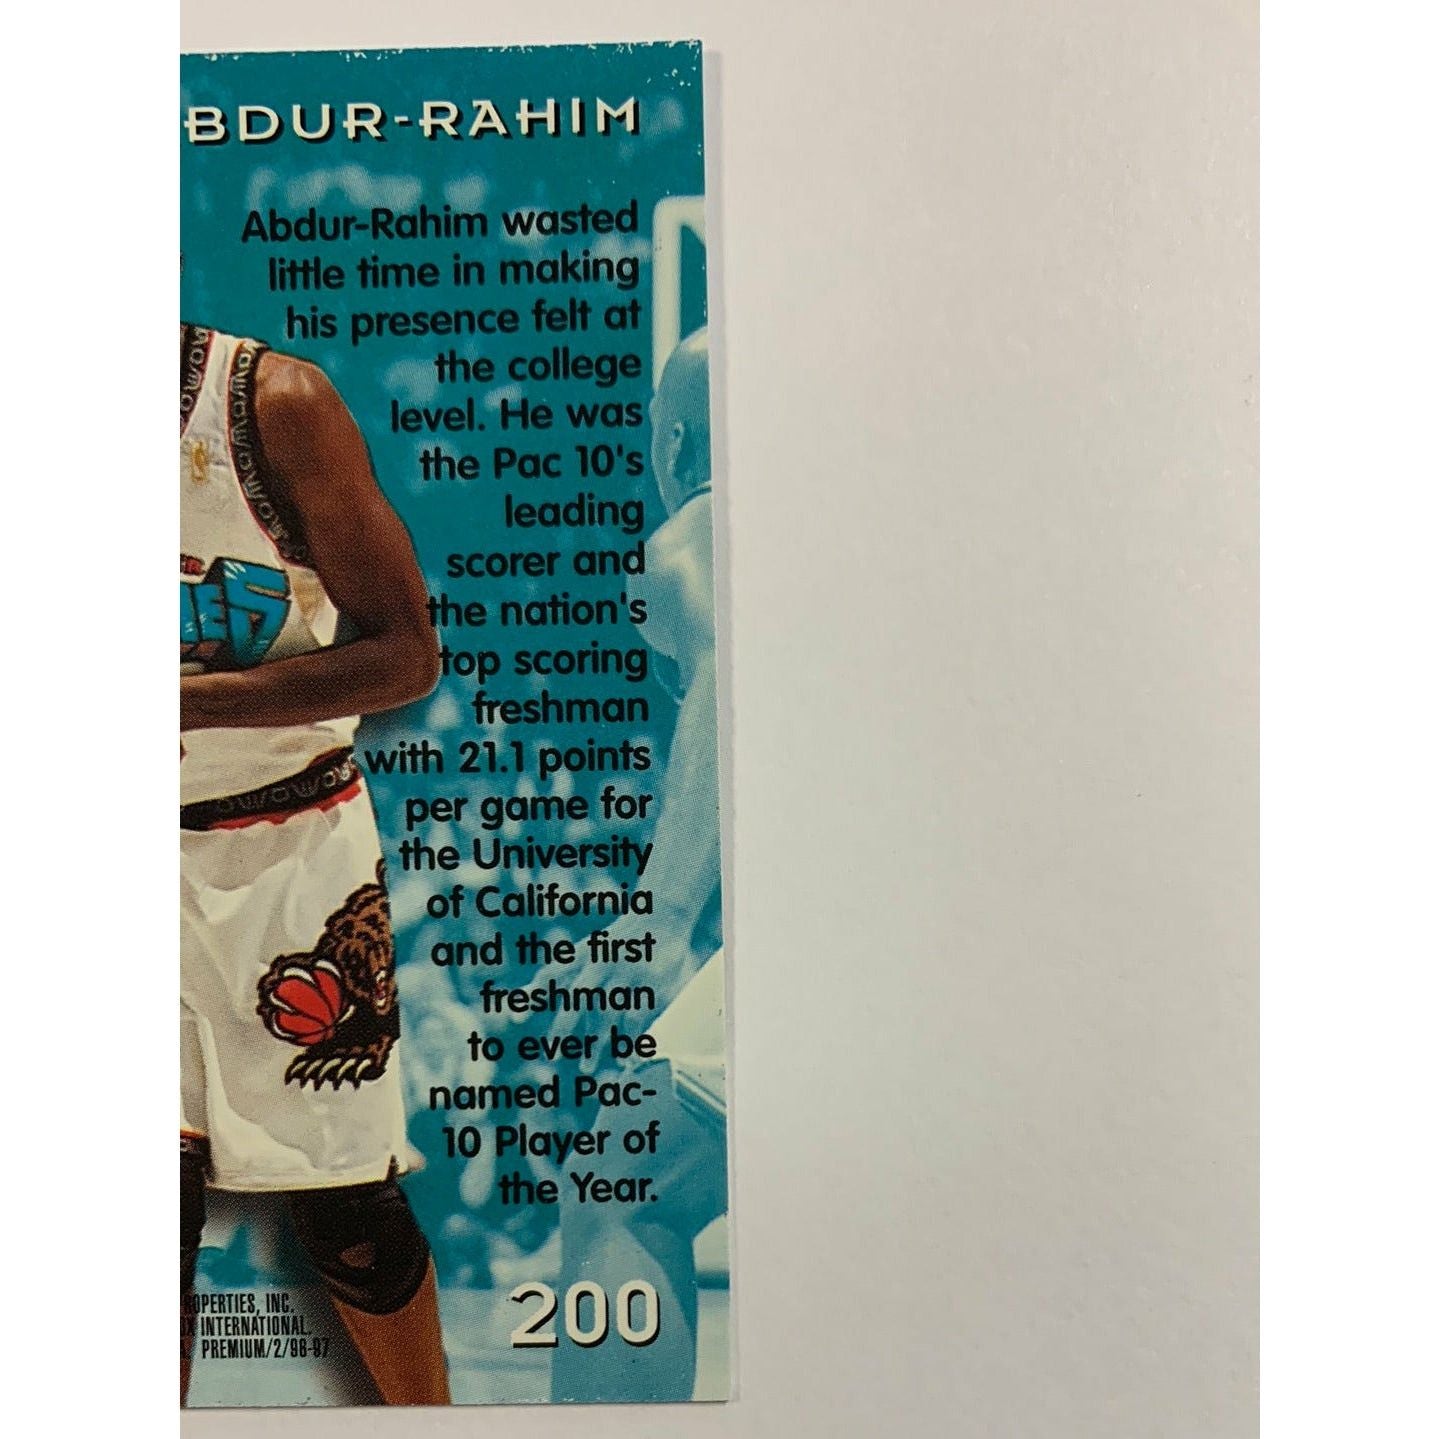 BDUR-RAHIM
Abdur-Rahim wasted
little time in making
his presence felt at
the college
level. He was
the Pac 10's
leading
scorer and
the nation's
top scoring
freshman
with 21.1 points
per game for
the University
of California
and the first
freshman
to ever be
named Pac-
10 Player of
the Year.
200
ROPERTIES, INC.
INTERNATIONAL.
PREMIUM/2/96-97